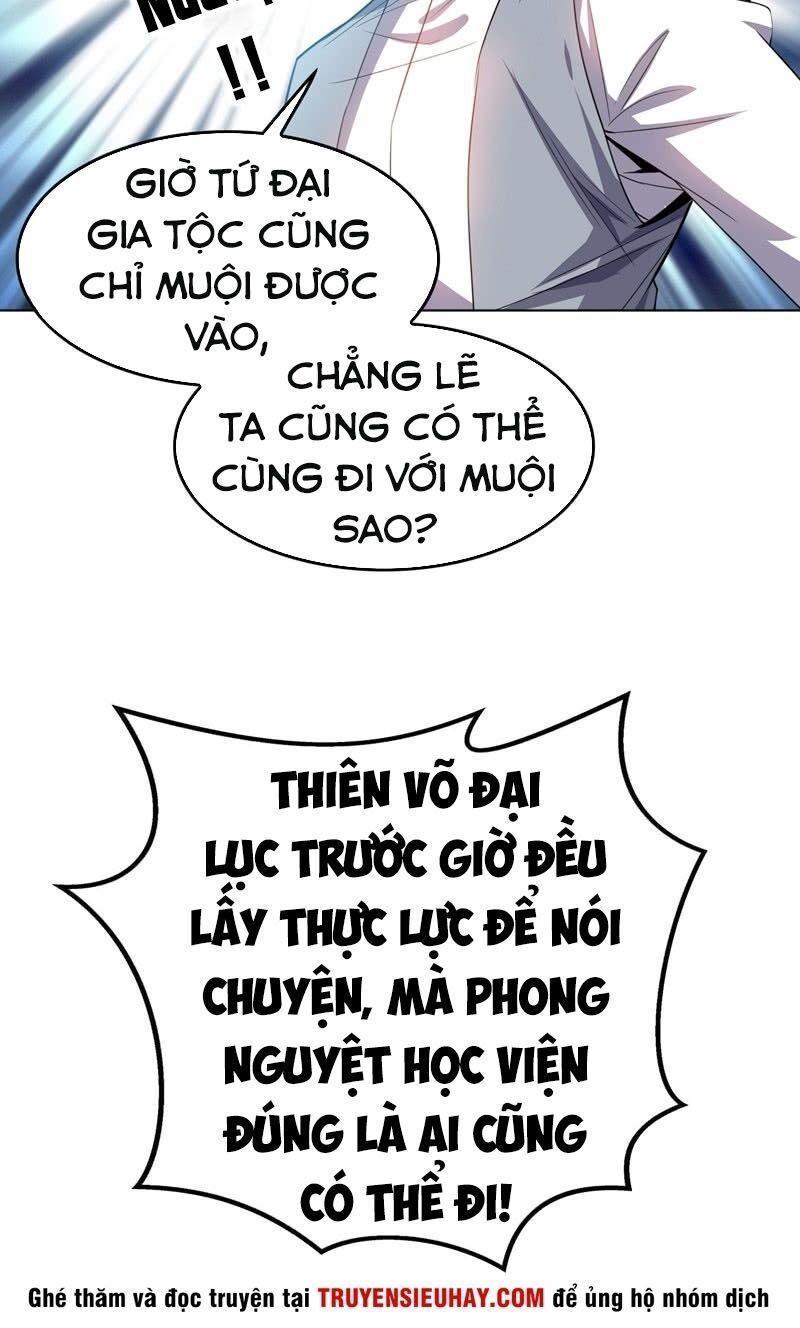 !!
GIỜ TỨ ĐẠI
GIA TỘC CŨNG
CHỈ MUỘI ĐƯỢC
VÀO,
CHẲNG LẼ
TA CŨNG CÓ THỂ
CÙNG ĐI VỚI MUỘI
SAO?
THIÊN VÕ ĐẠI
LỤC TRƯỚC GIỜ ĐỀU
LẤY THỰC LỰC ĐỂ NÓI
CHUYỆN, MÀ PHONG
NGUYỆT HỌC VIỆN
ĐÚNG LÀ AI CŨNG
CÓ THỂ ĐI!
Ghé thăm và đọc truyện tại TRUYENSIEUHAY.COM để ủng hộ nhóm dịch